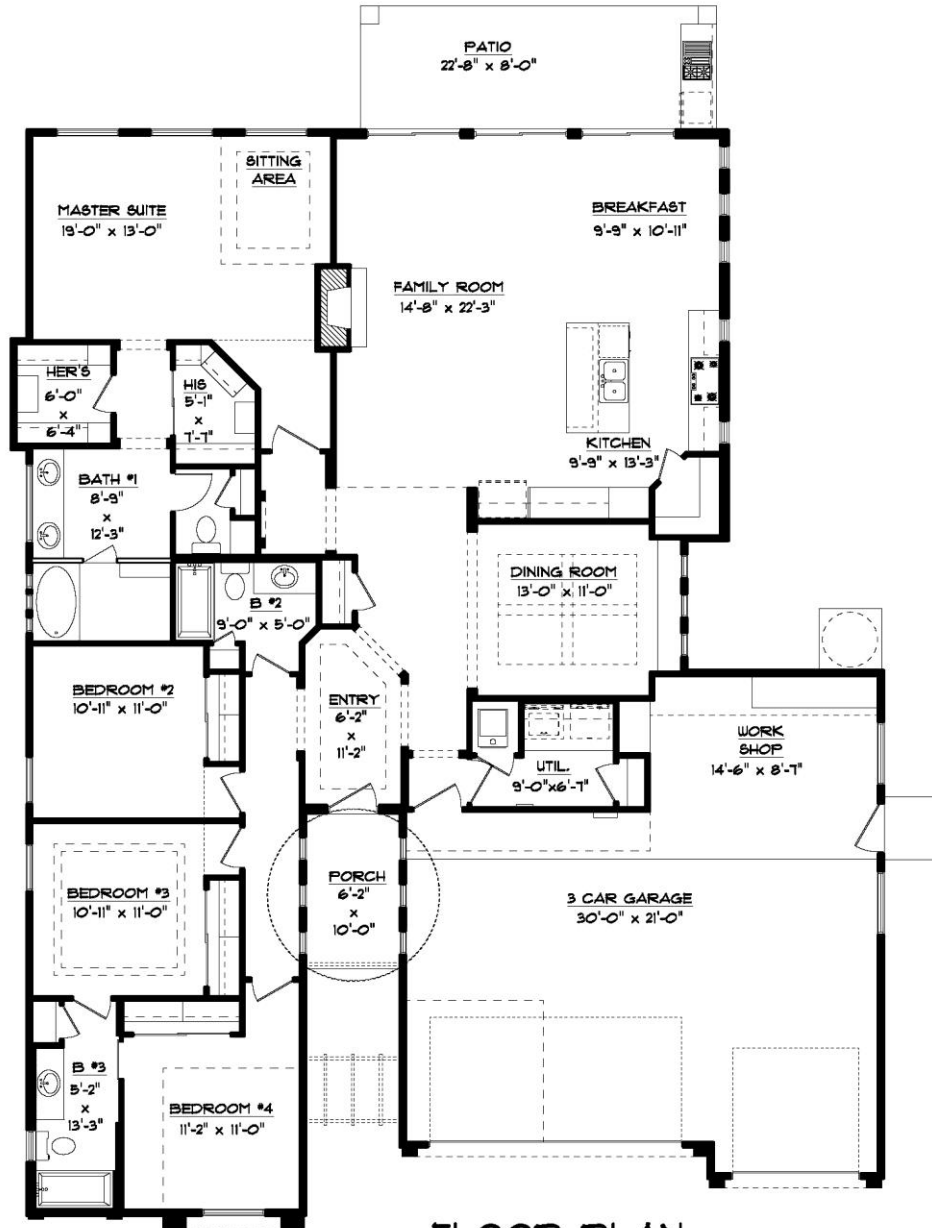 PATIO
22'-8" x 8'-0"
SITTING
AREA
MASTER SUITE
19'-0" x 13'-0"
BREAKFAST
9'-9" x 10'-11"
FAMILY ROOM
14'-8" x 22'-3"
HER'S
6'-0"
x
6'-4"
HIS
5'-1"
x
7'-7"
KITCHEN
9'-9" x 13'-3"
BATH #1
8'-9"
x
12'-3"
DINING ROOM
13'-0" x 11'-0"
B #2
9'-0" x 5'-0"
BEDROOM #2
10'-11" x 11'-0"
ENTRY
6'-2"
x
11'-2"
WORK
SHOP
14'-6" x 8'-7"
UTIL.
9'-0"x6'-7"
PORCH
6'-2"
x
10'-0"
BEDROOM #3
10'-11" x 11'-0"
3 CAR GARAGE
30'-0" x 21'-0"
B #3
5'-2"
x
13'-3"
BEDROOM #4
11'-2" x 11'-0"
FLOOR PLAN